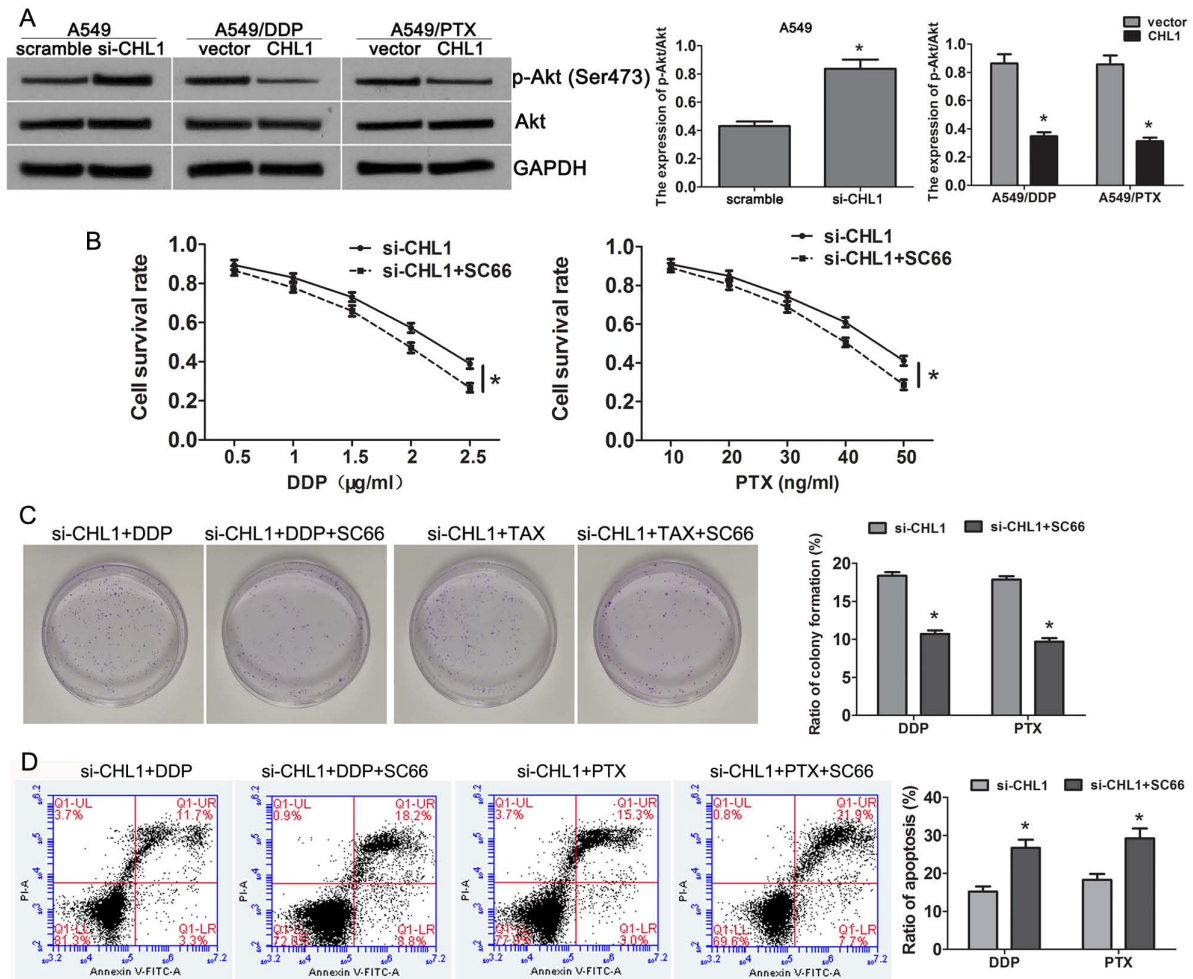 A
A549 A549/DDP A549/PTX
scramble si-CHL1 vector CHL1 vector CHL1
p-Akt (Ser473)
Akt
GAPDH
A549
The expression of p-Akt/Akt
1.0
0.8
0.6
0.4
0.2
0.0
*
scramble si-CHL1
vector
CHL1
The expression of p-Akt/Akt
1.0
0.8
0.6
0.4
0.2
0.0
* *
A549/DDP A549/PTX
B
si-CHL1
si-CHL1+SC66
Cell survival rate
1.0
0.8
0.6
0.4
0.2
0.0
*
0.5 1 1.5 2 2.5
DDP (μg/ml)
si-CHL1
si-CHL1+SC66
Cell survival rate
1.0
0.8
0.6
0.4
0.2
0.0
*
10 20 30 40 50
PTX (ng/ml)
C
si-CHL1+DDP si-CHL1+DDP+SC66 si-CHL1+TAX si-CHL1+TAX+SC66
si-CHL1 si-CHL1+SC66
Ratio of colony formation (%)
20
15
10
5
0
* *
DDP PTX
D
si-CHL1+DDP si-CHL1+DDP+SC66 si-CHL1+PTX si-CHL1+PTX+SC66
Q1-UL Q1-UR
3.7% 11.7%
81.3% Q1-LR
3.3%
PI-A
Annexin V-FITC-A
Q1-UL Q1-UR
0.9% 18.2%
Q1-LR
8.8%
PI-A
Annexin V-FITC-A
Q1-UL Q1-UR
3.7% 15.3%
Q1-LR
3.0%
PI-A
Annexin V-FITC-A
Q1-UL Q1-UR
0.8% 21.9%
Q1-LL Q1-LR
69.6% 7.7%
PI-A
Annexin V-FITC-A
si-CHL1 si-CHL1+SC66
Ratio of apoptosis (%)
40
30
20
10
0
* *
DDP PTX